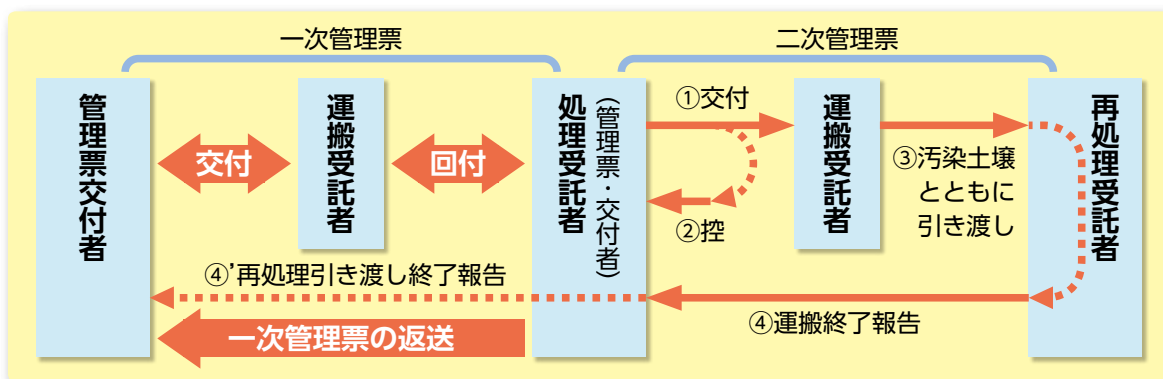 一次管理票
二次管理票
管理票交付者
交付
運搬受託者
回付
処理受託者
（管理票・交付者）
①交付
②控
運搬受託者
③汚染土壌
とともに
引き渡し
再処理受託者
④'再処理引き渡し終了報告
④運搬終了報告
一次管理票の返送